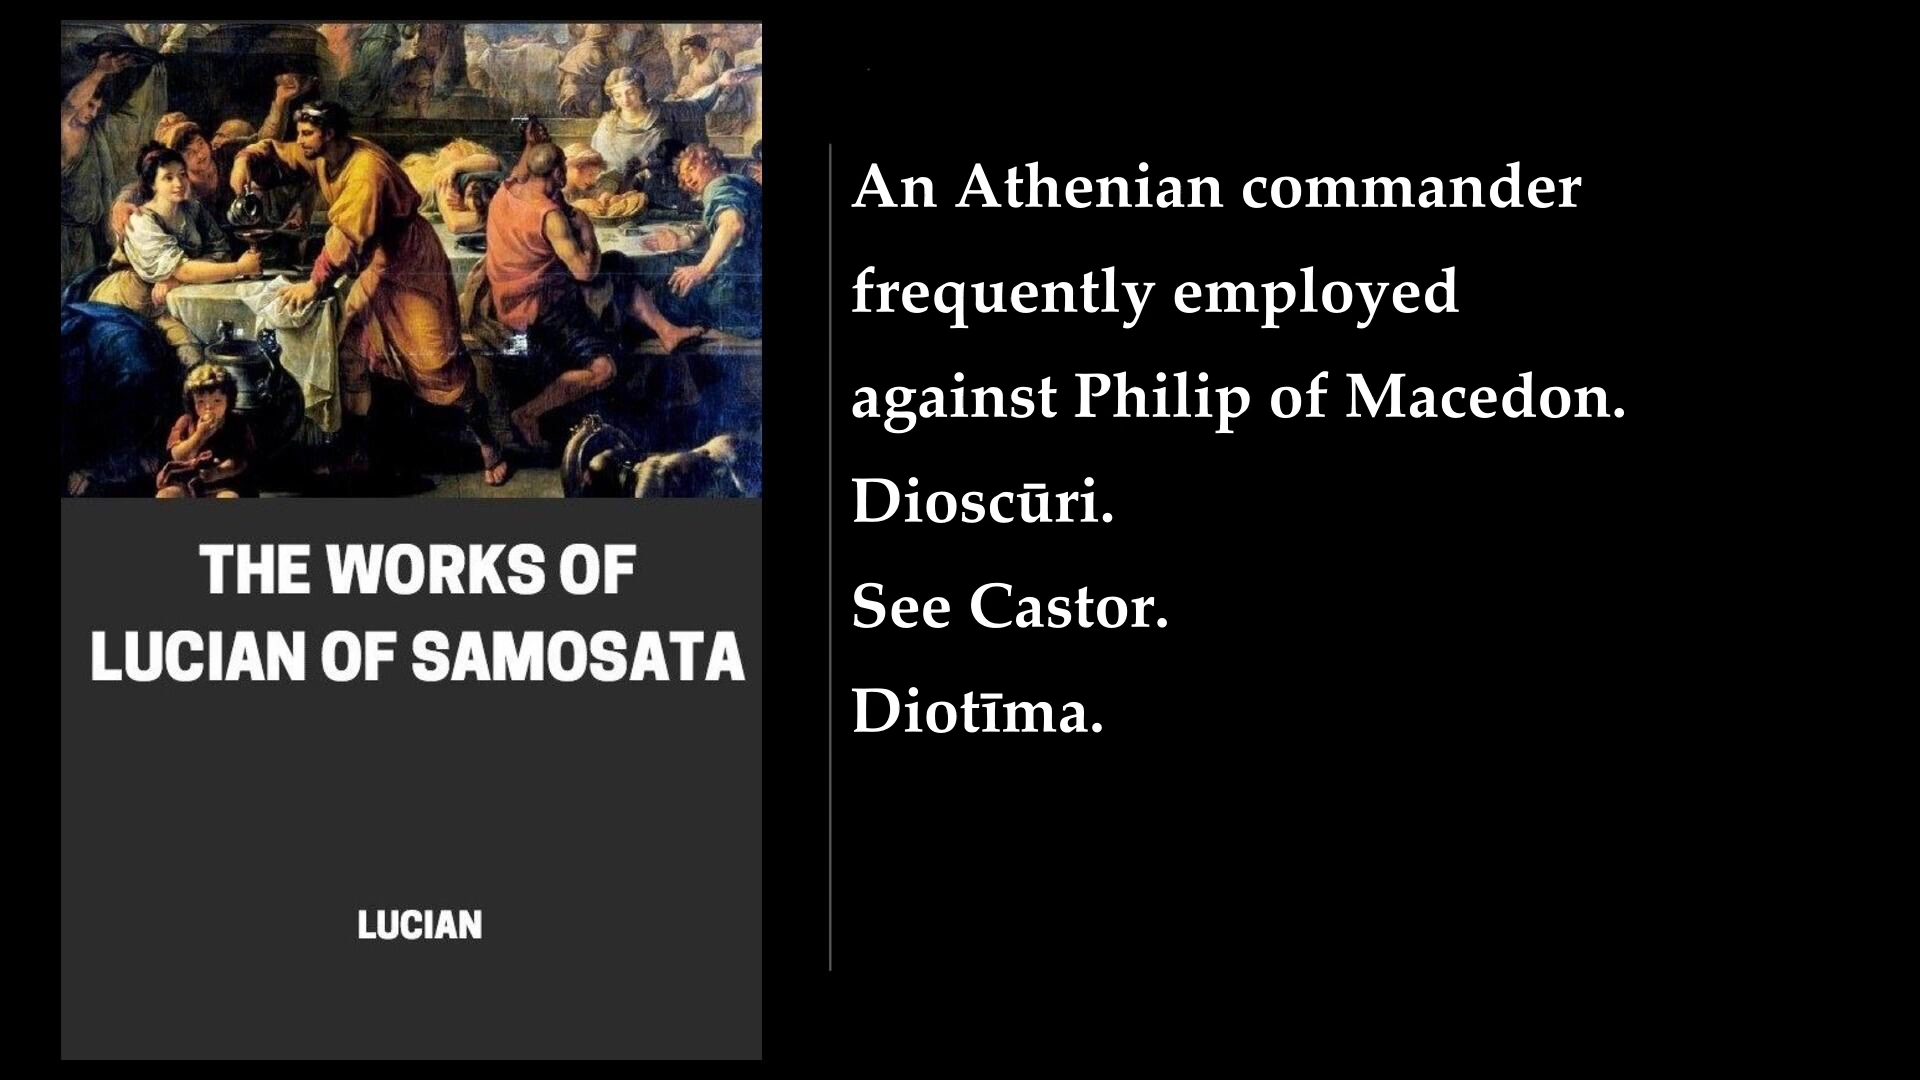 THE WORKS OF
LUCIAN OF SAMOSATA
LUCIAN
An Athenian commander
frequently employed
against Philip of Macedon.
Dioscūri.
See Castor.
Diotīma.